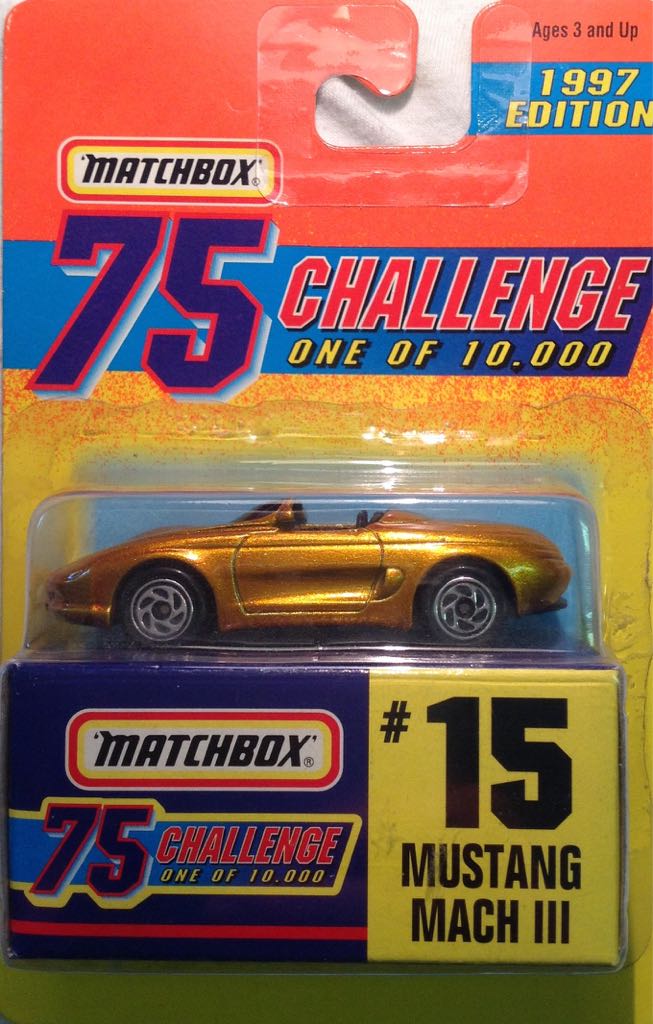 Ages 3 and Up
1997
EDITION
MATCHBOX®
75
CHALLENGE
ONE OF 10.000
'MATCHBOX'®
75
CHALLENGE
ONE OF 10.000
#15
MUSTANG
MACH III